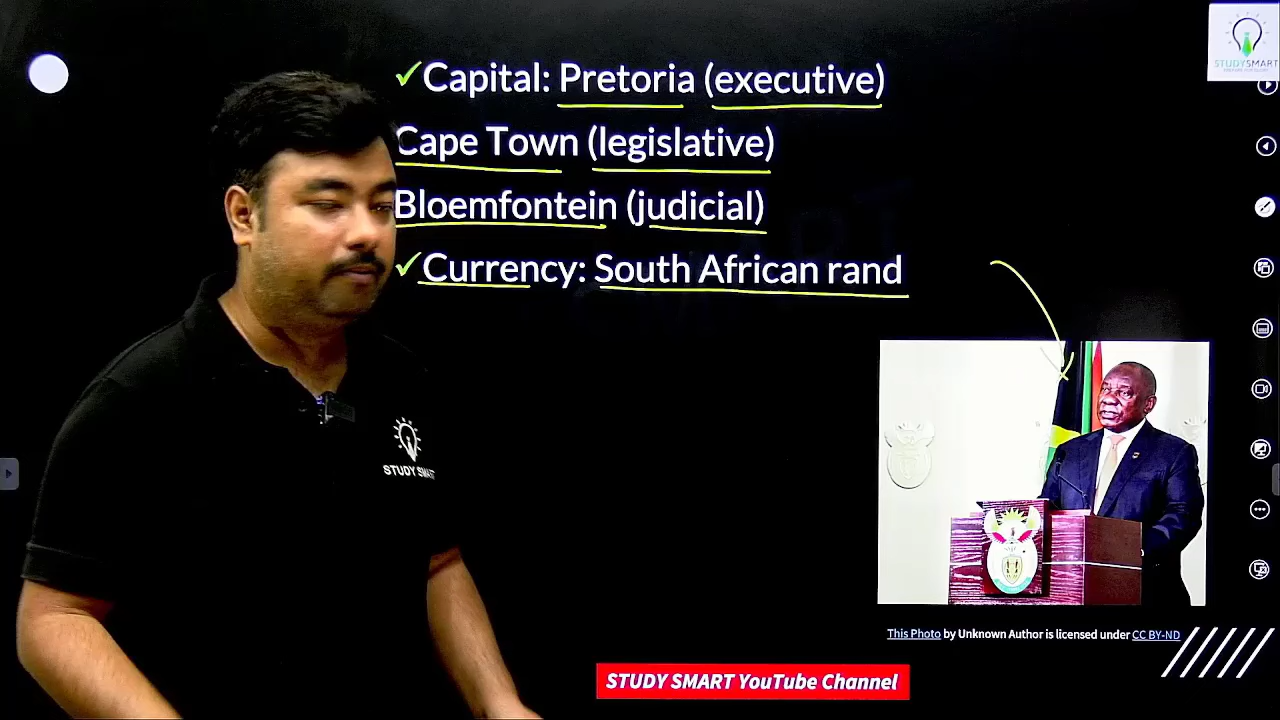 ✓Capital: Pretoria (executive)
Cape Town (legislative)
Bloemfontein (judicial)
✓Currency: South African rand
STUDYSMART
STUDY SMART
This Photo by Unknown Author is licensed under CC BY-ND
STUDY SMART YouTube Channel